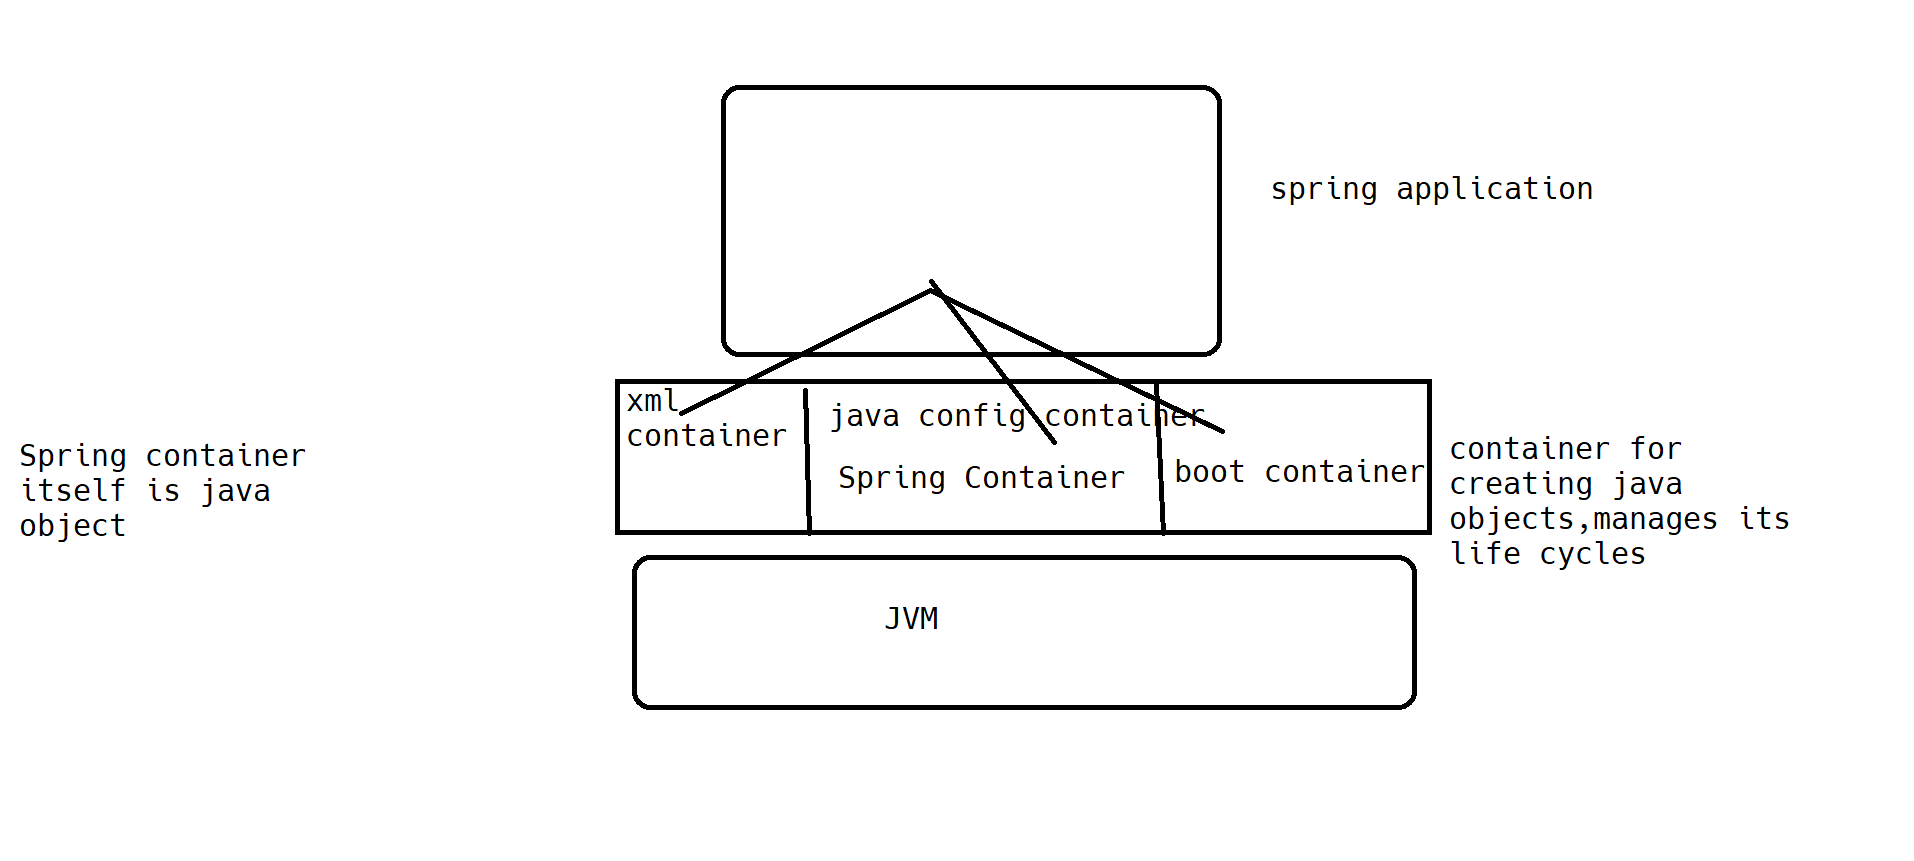 spring application
xml
container
java config container
Spring Container
boot container
Spring container
itself is java
object
container for
creating java
objects,manages its
life cycles
JVM